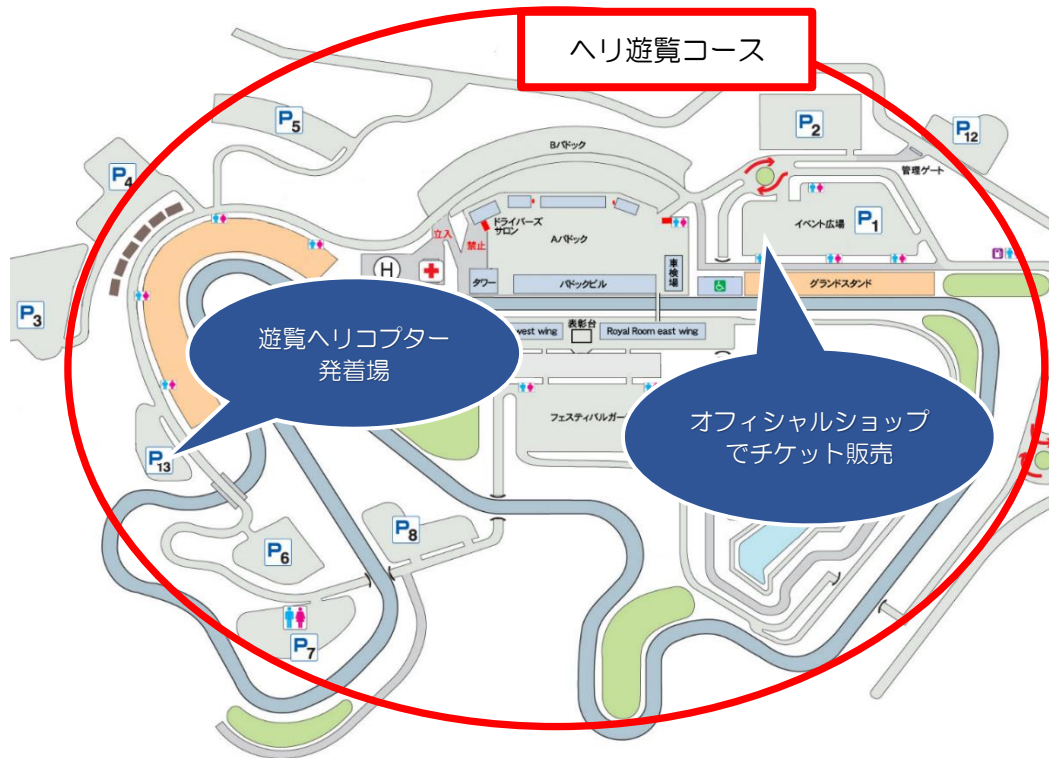 ヘリ遊覧コース
P5
P2
P12
Bパドック
管理ゲート
P4
ドライバーズ
サロン
イベント広場
P1
立入
禁止
Aパドック
H
タワー
パドックビル
車検場
グランドスタンド
P3
west wing
表彰台
Royal Room east wing
遊覧ヘリコプター
発着場
フェスティバルガー
オフィシャルショップ
でチケット販売
P13
P8
P6
P7